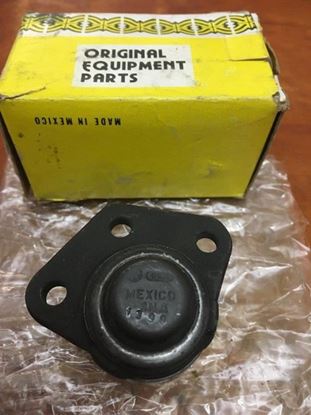 ORIGINAL
EQUIPMENT
PARTS
MADE IN MEXICO
MEXICO